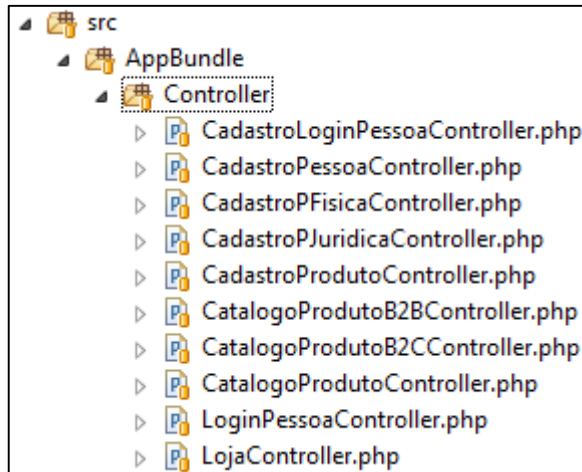 src
AppBundle
Controller
CadastroLoginPessoaController.php
CadastroPessoaController.php
CadastroPFisicaController.php
CadastroPJuridicaController.php
CadastroProdutoController.php
CatalogoProdutoB2BController.php
CatalogoProdutoB2CController.php
CatalogoProdutoController.php
LoginPessoaController.php
LojaController.php